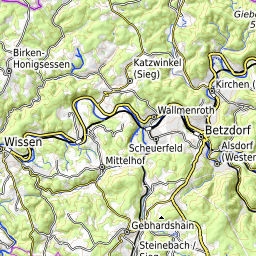 Giebe
Birken-
Honigsessen
Katzwinkel
(Sieg)
Kirchen (
Wallmenroth
Betzdorf
Wissen
Scheuerfeld
Alsdorf
(Wester
Mittelhof
Gebhardshain
Steinebach /
Sieg